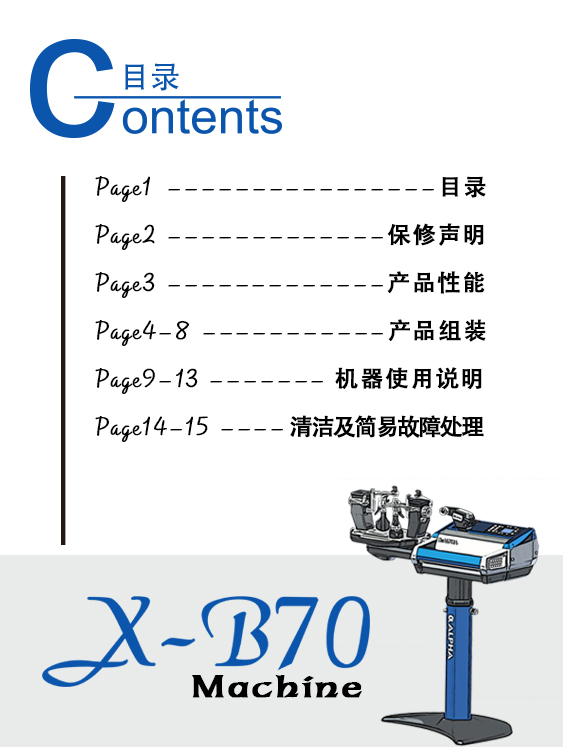 目录
Contents
Page1 ---------------- 目录
Page2 ------------- 保修声明
Page3 ------------- 产品性能
Page4-8 ----------- 产品组装
Page9-13 ------- 机器使用说明
Page14-15 ---- 清洁及简易故障处理
αALPHA
X-B70
Machine